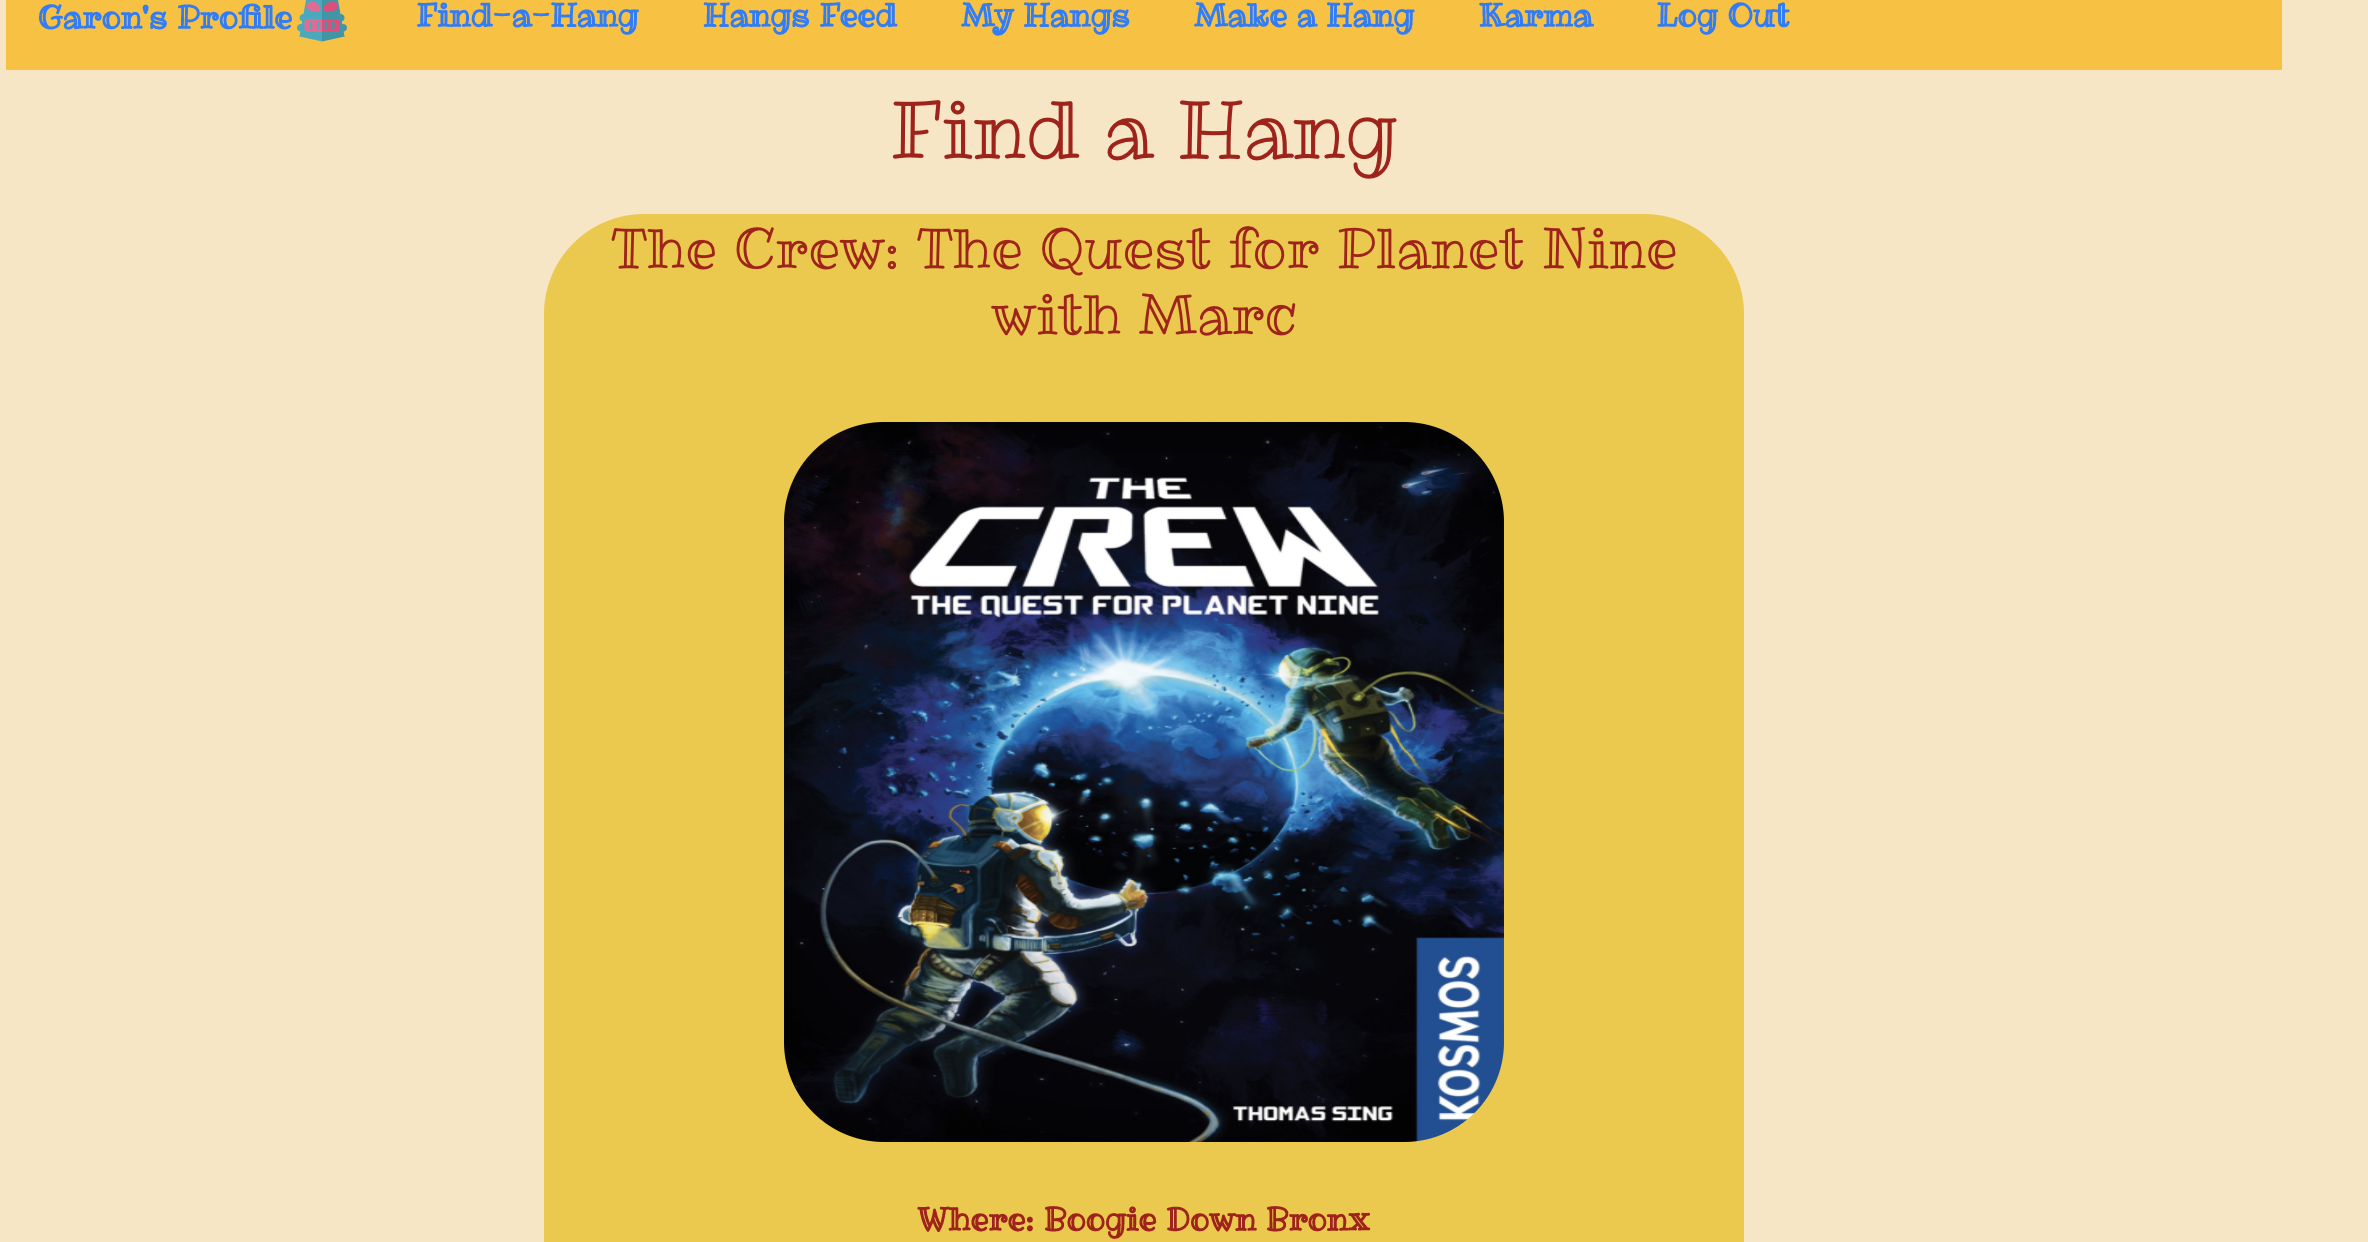 Garon's Profile Find-a-Hang Hangs Feed My Hangs Make a Hang Karma Log Out
Find a Hang
The Crew: The Quest for Planet Nine
with Marc
THE
CREW
THE QUEST FOR PLANET NINE
KOSMOS
THOMAS SING
Where: Boogie Down Bronx